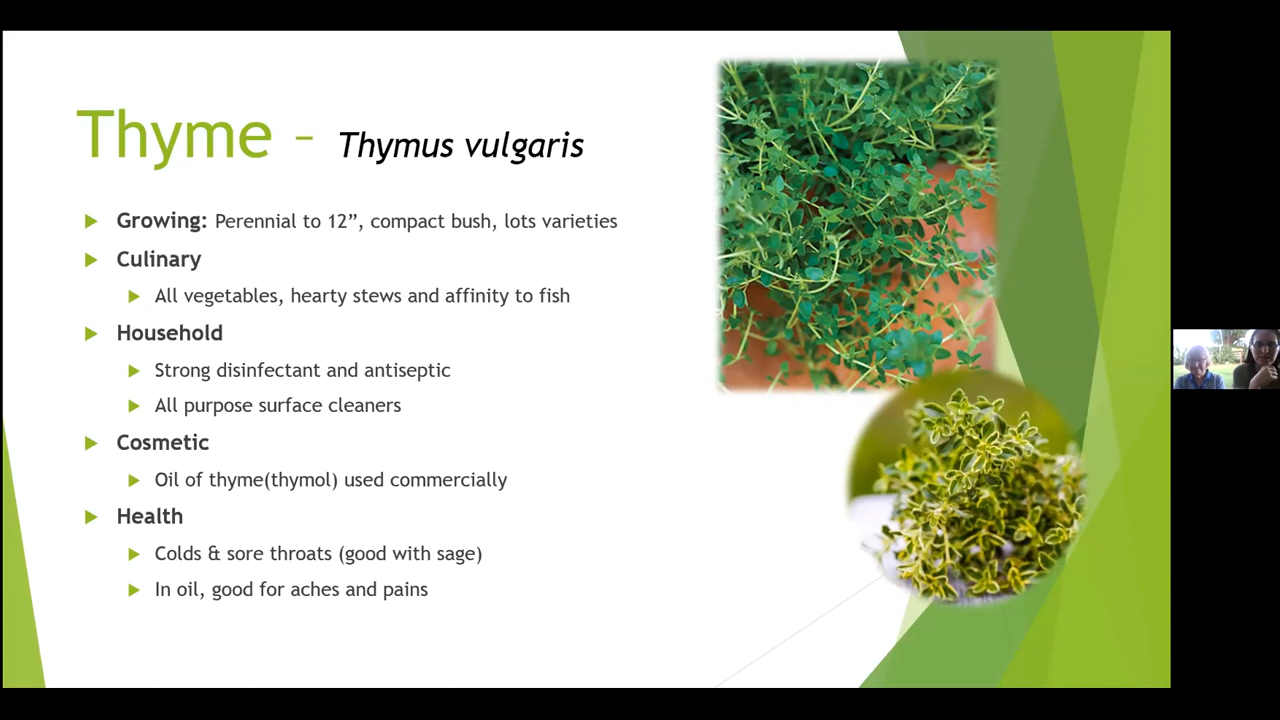 Thyme – Thymus vulgaris
Growing: Perennial to 12”, compact bush, lots varieties
Culinary
All vegetables, hearty stews and affinity to fish
Household
Strong disinfectant and antiseptic
All purpose surface cleaners
Cosmetic
Oil of thyme(thymol) used commercially
Health
Colds & sore throats (good with sage)
In oil, good for aches and pains